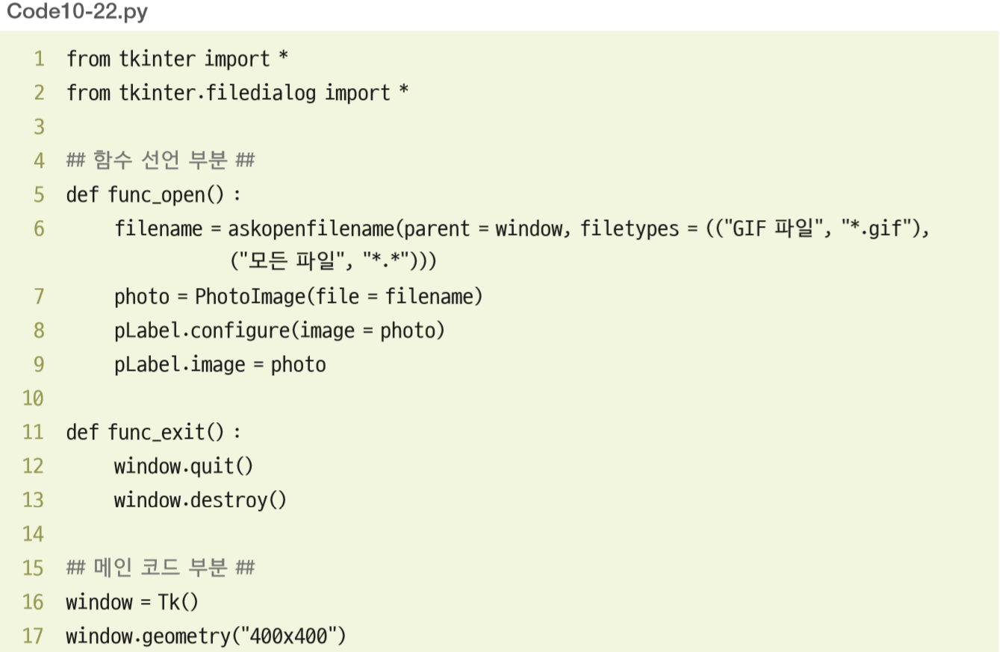 Code10-22.py
1 from tkinter import *
2 from tkinter.filedialog import *
3
4 ## 함수 선언 부분 ##
5 def func_open() :
6 filename = askopenfilename(parent = window, filetypes = (("GIF 파일", "*.gif"),
("모든 파일", "*.*")))
7 photo = PhotoImage(file = filename)
8 pLabel.configure(image = photo)
9 pLabel.image = photo
10
11 def func_exit() :
12 window.quit()
13 window.destroy()
14
15 ## 메인 코드 부분 ##
16 window = Tk()
17 window.geometry("400x400")